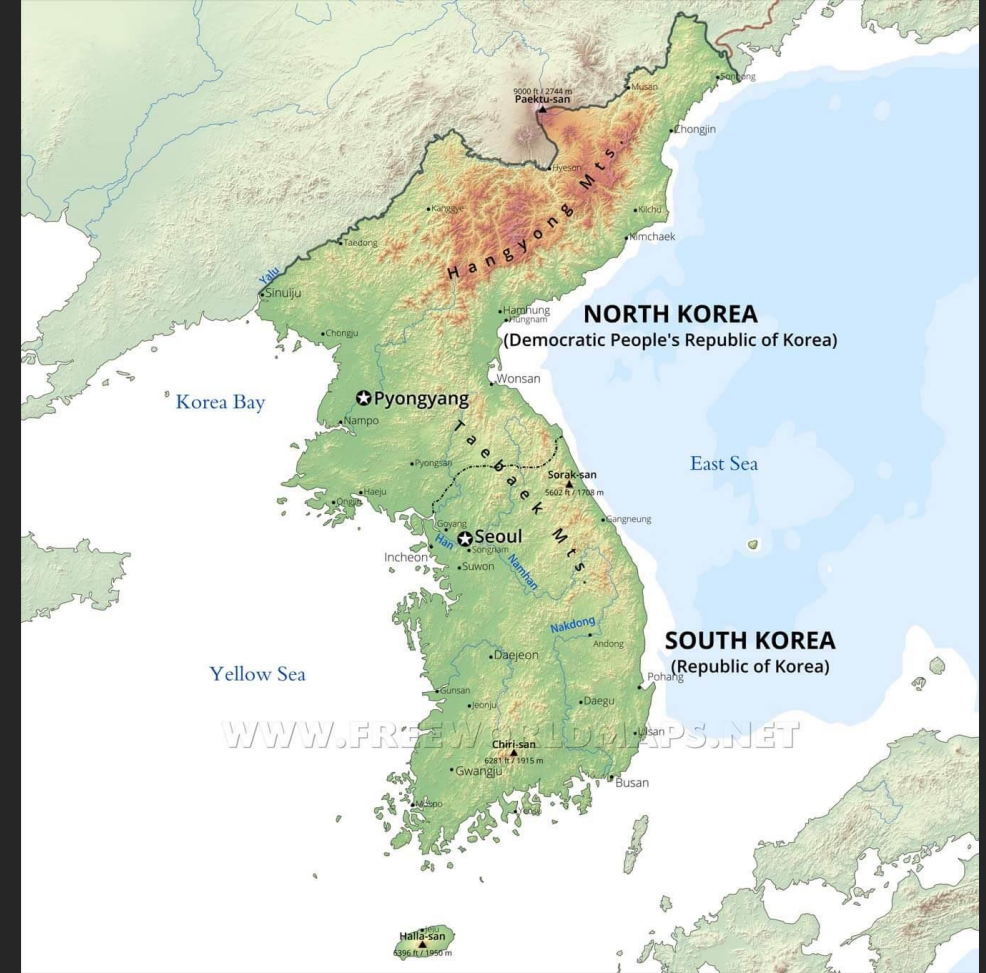 Sonbong
9000 ft / 2744 m
Paektu-san
Musan
Chongjin
Hyesan
Hangyong Mts.
Kanggye
Kilchu
Kimchaek
Taedong
Yalu
Sinuiju
Hamhung
Hungnam
NORTH KOREA
(Democratic People's Republic of Korea)
Chongju
Wonsan
Korea Bay
Pyongyang
Nampo
Taebaek Mts.
Pyongsan
East Sea
Sorak-san
5602 ft / 1708 m
Haeju
Ongjin
Gangneung
Goyang
Seoul
Han
Songnam
Incheon
Suwon
Namhan
Nakdong
SOUTH KOREA
(Republic of Korea)
Andong
Daejeon
Yellow Sea
Pohang
Gunsan
Jeonju
Daegu
WWW.FREEWORLDMAPS.NET
Ulsan
Chiri-san
6281 ft / 1915 m
Gwangju
Busan
Mokpo
Jeju
Halla-san
6396 ft / 1950 m